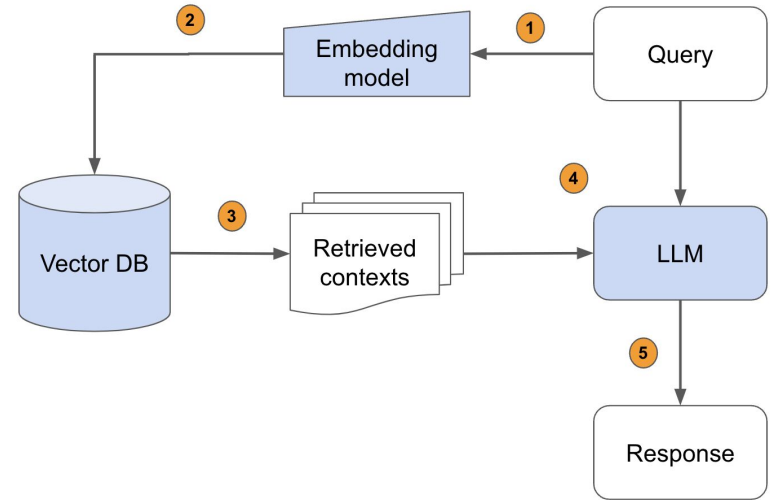 2
1
Embedding
model
Query
4
3
Vector DB
Retrieved
contexts
LLM
5
Response